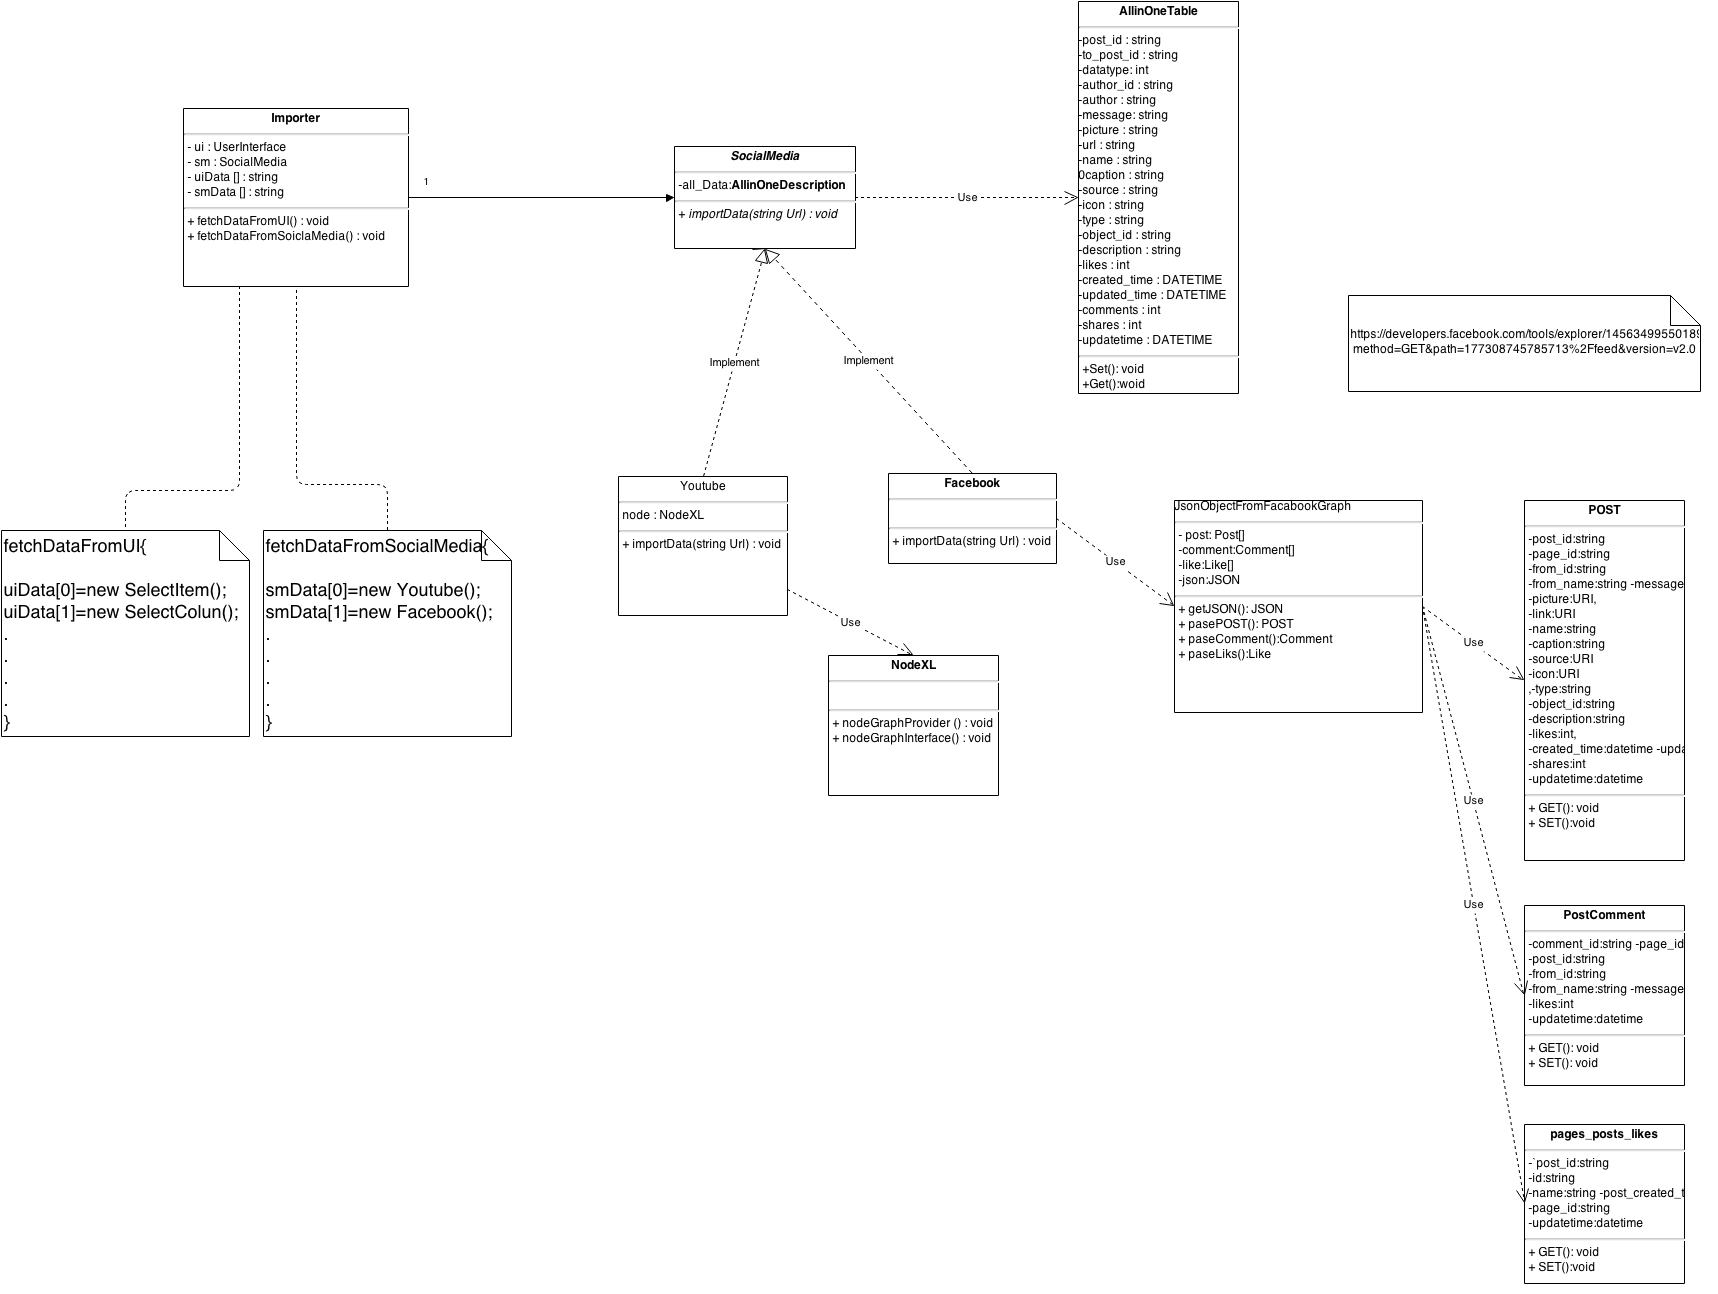 AllinOneTable
-post_id : string
-to_post_id : string
-datatype: int
-author_id : string
-author : string
-message: string
-picture : string
-url : string
-name : string
0caption : string
-source : string
-icon : string
-type : string
-object_id : string
-description : string
-likes : int
-created_time : DATETIME
-updated_time : DATETIME
-comments : int
-shares : int
-updatetime : DATETIME
+Set(): void
+Get():woid
Importer
- ui : UserInterface
- sm : SocialMedia
- uiData [] : string
- smData [] : string
+ fetchDataFromUI() : void
+ fetchDataFromSoiclaMedia() : void
1
SocialMedia
-all_Data:AllinOneDescription
+ importData(string Url) : void
Use
Implement
Implement
https://developers.facebook.com/tools/explorer/145634995501895
method=GET&path=177308745785713%2Ffeed&version=v2.0
Youtube
node : NodeXL
+ importData(string Url) : void
Facebook
+ importData(string Url) : void
Use
Use
NodeXL
+ nodeGraphProvider () : void
+ nodeGraphInterface() : void
fetchDataFromUI{
uiData[0]=new SelectItem();
uiData[1]=new SelectColun();
.
.
.
.
}
fetchDataFromSocialMedia{
smData[0]=new Youtube();
smData[1]=new Facebook();
.
.
.
.
}
JsonObjectFromFacabookGraph
- post: Post[]
-comment:Comment[]
-like:Like[]
-json:JSON
+ getJSON(): JSON
+ pasePOST(): POST
+ paseComment():Comment
+ paseLiks():Like
Use
Use
Use
POST
-post_id:string
-page_id:string
-from_id:string
-from_name:string -message
-picture:URI,
-link:URI
-name:string
-caption:string
-source:URI
-icon:URI
,-type:string
-object_id:string
-description:string
-likes:int,
-created_time:datetime -upda
-shares:int
-updatetime:datetime
+ GET(): void
+ SET():void
PostComment
-comment_id:string -page_id
-post_id:string
-from_id:string
-from_name:string -message
-likes:int
-updatetime:datetime
+ GET(): void
+ SET(): void
pages_posts_likes
-`post_id:string
-id:string
-name:string -post_created_t
-page_id:string
-updatetime:datetime
+ GET(): void
+ SET():void